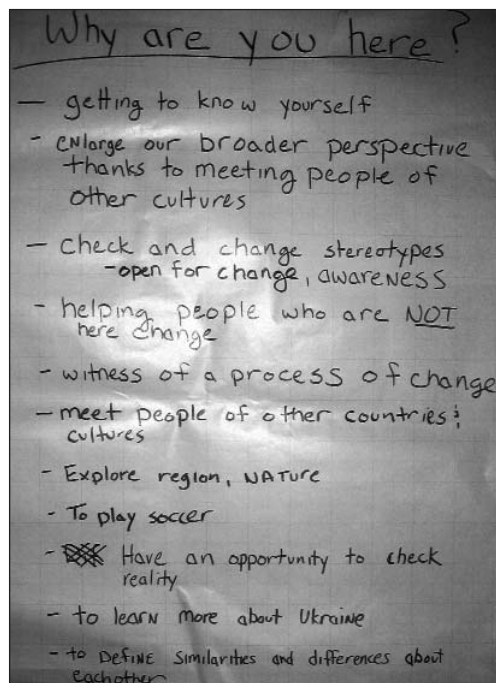 Why are you here?
— getting to know yourself
- ENlarge our broader perspective
thanks to meeting people of
other cultures
— Check and change stereotypes
-open for change, awareNess
- helping people who are NOT
here change
- witness of a process of change
— meet people of other countries &
cultures
- Explore region, NATure
- To play soccer
- Have an opportunity to check
reality
- to learN more about UkraiNe
- to DefiNE Similarities and differences about
eachother